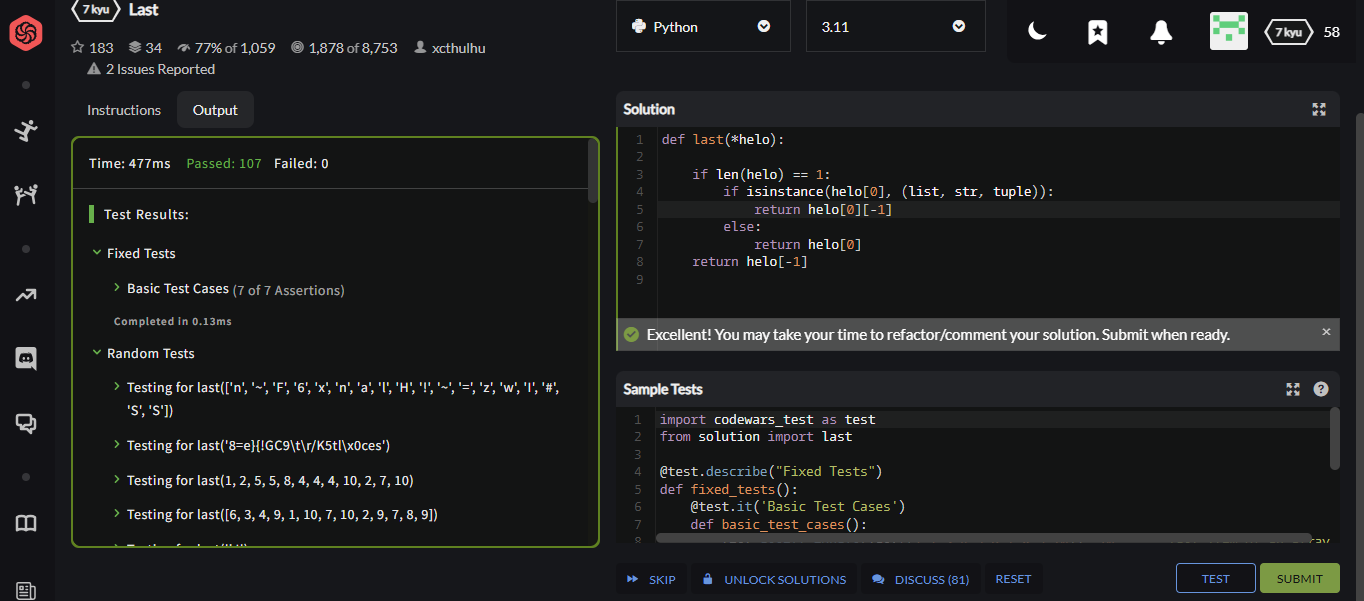 7 kyu Last
183 34 77% of 1,059 1,878 of 8,753 xcthulhu
2 Issues Reported
Instructions Output
Time: 477ms Passed: 107 Failed: 0
Test Results:
Fixed Tests
Basic Test Cases (7 of 7 Assertions)
Completed in 0.13ms
Random Tests
Testing for last(['n', '~', 'F', '6', 'x', 'n', 'a', 'l', 'H', '!', '~', '=', 'z', 'w', 'I', '#',
'S', 'S'])
Testing for last('8=e}{!GC9\t\r/K5tl\x0ces')
Testing for last(1, 2, 5, 5, 8, 4, 4, 4, 10, 2, 7, 10)
Testing for last([6, 3, 4, 9, 1, 10, 7, 10, 2, 9, 7, 8, 9])
Python 3.11
7 kyu 58
Solution
1 def last(*helo):
2
3 if len(helo) == 1:
4 if isinstance(helo[0], (list, str, tuple)):
5 return helo[0][-1]
6 else:
7 return helo[0]
8 return helo[-1]
9
Excellent! You may take your time to refactor/comment your solution. Submit when ready. ×
Sample Tests ?
1 import codewars_test as test
2 from solution import last
3
4 @test.describe("Fixed Tests")
5 def fixed_tests():
6 @test.it('Basic Test Cases')
7 def basic_test_cases():
8
SKIP UNLOCK SOLUTIONS DISCUSS (81) RESET TEST SUBMIT